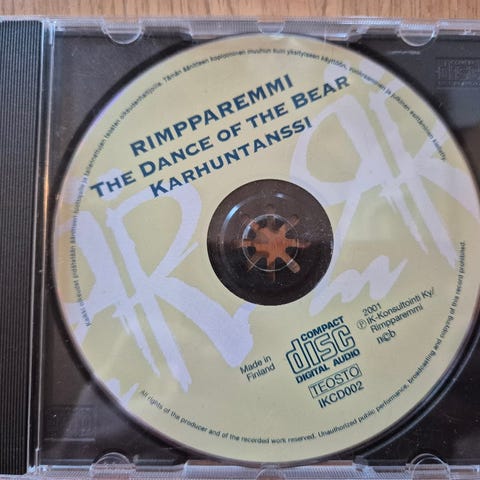 RIMPPAREMMI
THE DANCE OF THE BEAR
KARHUNTANSSI
Made in
Finland
COMPACT
disc
DIGITAL AUDIO
TEOSTO
IKCD002
2001
Ⓟ IK-Konsultointi Ky/
Rimpparemmi
ncb
All rights of the producer and of the recorded work reserved. Unauthorized public performance, broadcasting and copying of this record prohibited.